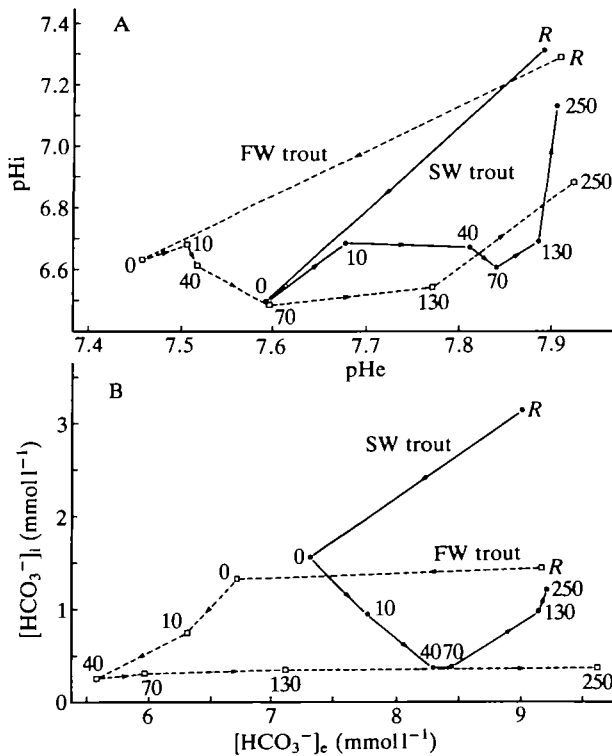 A
7.4
7.2
7.0
6.8
6.6
pHi
R
R
250
FW trout
SW trout
250
0
10
40
0
70
10
40
70
130
130
7.4 7.5 7.6 7.7 7.8 7.9
pHe
B
3
2
1
0
[HCO₃⁻]ᵢ (mmol l⁻¹)
R
SW trout
0
0
FW trout
R
250
130
10
10
40
70
130
40 70
250
6 7 8 9
[HCO₃⁻]ₑ (mmol l⁻¹)